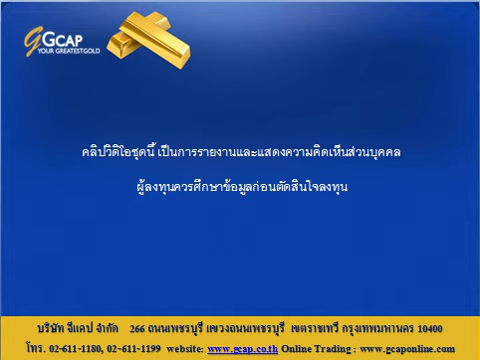 GCAP
YOUR GREATESTGOLD
คลิปวิดิโอชุดนี้ เป็นการรายงานและแสดงความคิดเห็นส่วนบุคคล
ผู้ลงทุนควรศึกษาข้อมูลก่อนตัดสินใจลงทุน
บริษัท จีแคป จำกัด 266 ถนนเพชรบุรี แขวงถนนเพชรบุรี เขตราชเทวี กรุงเทพมหานคร 10400
โทร. 02-611-1180, 02-611-1199 website: www.gcap.co.th Online Trading : www.gcaponline.com